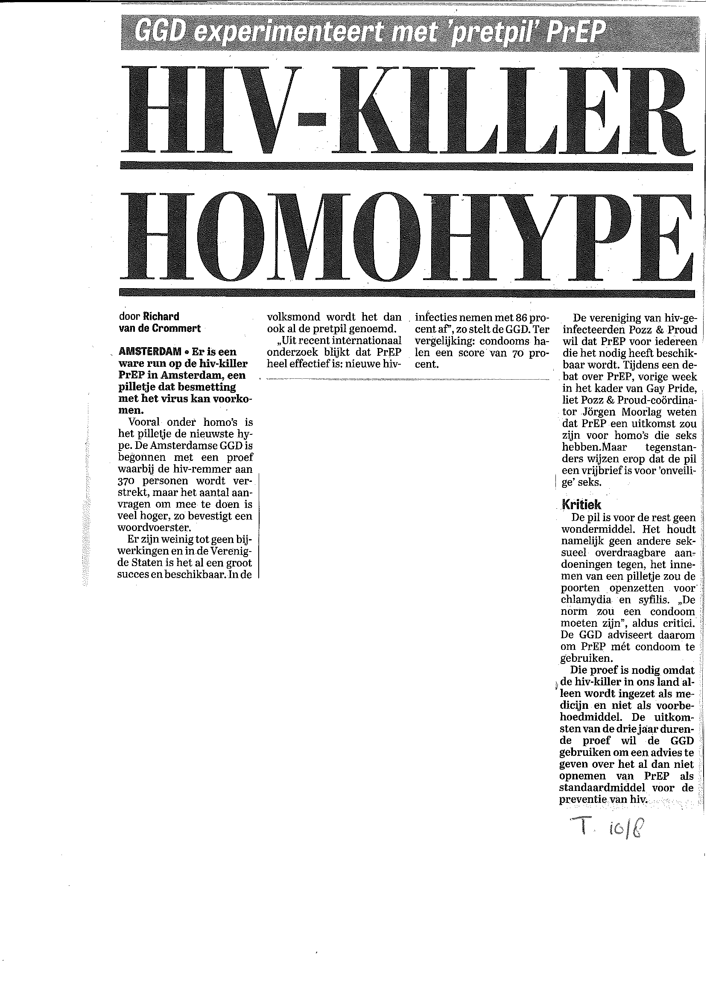 GGD experimenteert met 'pretpil' PrEP
HIV-KILLER
HOMOHYPE
door Richard
van de Crommert
AMSTERDAM • Er is een
ware run op de hiv-killer
PrEP in Amsterdam, een
pilletje dat besmetting
met het virus kan voorko-
men.
Vooral onder homo's is
het pilletje de nieuwste hy-
pe. De Amsterdamse GGD is
begonnen met een proef
waarbij de hiv-remmer aan
370 personen wordt ver-
strekt, maar het aantal aan-
vragen om mee te doen is
veel hoger, zo bevestigt een
woordvoerster.
Er zijn weinig tot geen bij-
werkingen en in de Verenig-
de Staten is het al een groot
succes en beschikbaar. In de
volksmond wordt het dan
ook al de pretpil genoemd.
„Uit recent internationaal
onderzoek blijkt dat PrEP
heel effectief is: nieuwe hiv-
infecties nemen met 86 pro-
cent af”, zo stelt de GGD. Ter
vergelijking: condooms ha-
len een score van 70 pro-
cent.
De vereniging van hiv-ge-
infecteerden Pozz & Proud
wil dat PrEP voor iedereen
die het nodig heeft beschik-
baar wordt. Tijdens een de-
bat over PrEP, vorige week
in het kader van Gay Pride,
liet Pozz & Proud-coördina-
tor Jörgen Moorlag weten
dat PrEP een uitkomst zou
zijn voor homo's die seks
hebben.Maar tegenstan-
ders wijzen erop dat de pil
een vrijbrief is voor 'onveili-
ge' seks.
Kritiek
De pil is voor de rest geen
wondermiddel. Het houdt
namelijk geen andere sek-
sueel overdraagbare aan-
doeningen tegen, het inne-
men van een pilletje zou de
poorten openzetten voor
chlamydia en syfilis. „De
norm zou een condoom
moeten zijn”, aldus critici.
De GGD adviseert daarom
om PrEP mét condoom te
gebruiken.
Die proef is nodig omdat
de hiv-killer in ons land al-
leen wordt ingezet als me-
dicijn en niet als voorbe-
hoedmiddel. De uitkom-
sten van de drie jaar duren-
de proef wil de GGD
gebruiken om een advies te
geven over het al dan niet
opnemen van PrEP als
standaardmiddel voor de
preventie van hiv.
T. 10/8